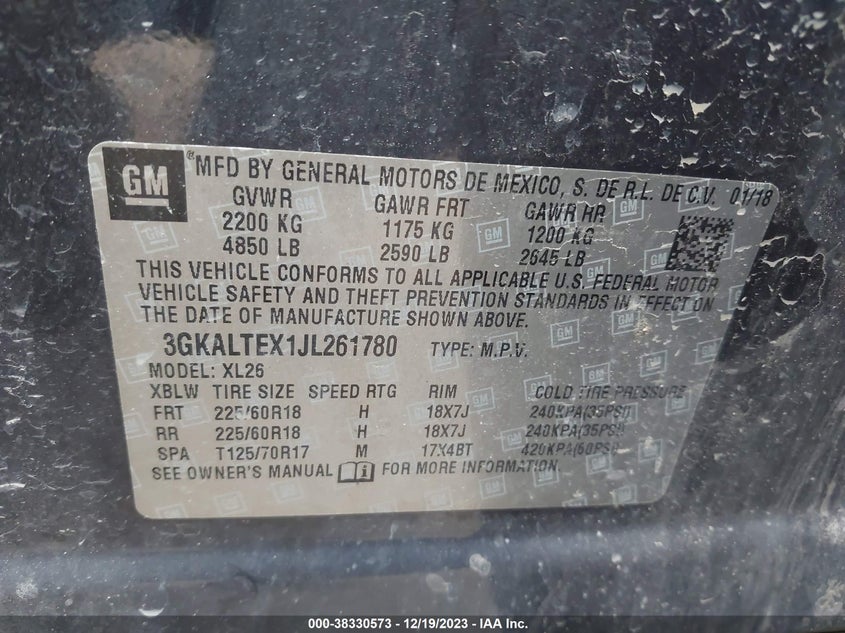 GM ®MFD BY GENERAL MOTORS DE MEXICO, S. DE R.L. DE C.V. 01/18
GVWR GAWR FRT GAWR RR
2200 KG 1175 KG 1200 KG
4850 LB 2590 LB 2645 LB
THIS VEHICLE CONFORMS TO ALL APPLICABLE U.S. FEDERAL MOTOR
VEHICLE SAFETY AND THEFT PREVENTION STANDARDS IN EFFECT ON
THE DATE OF MANUFACTURE SHOWN ABOVE.
3GKALTEX1JL261780 TYPE: M.P.V.
MODEL: XL26
XBLW TIRE SIZE SPEED RTG RIM COLD TIRE PRESSURE
FRT 225/60R18 H 18X7J 240KPA(35PSI)
RR 225/60R18 H 18X7J 240KPA(35PSI)
SPA T125/70R17 M 17X4BT 420KPA(60PSI)
SEE OWNER'S MANUAL FOR MORE INFORMATION.
000-38330573 - 12/19/2023 - IAA Inc.